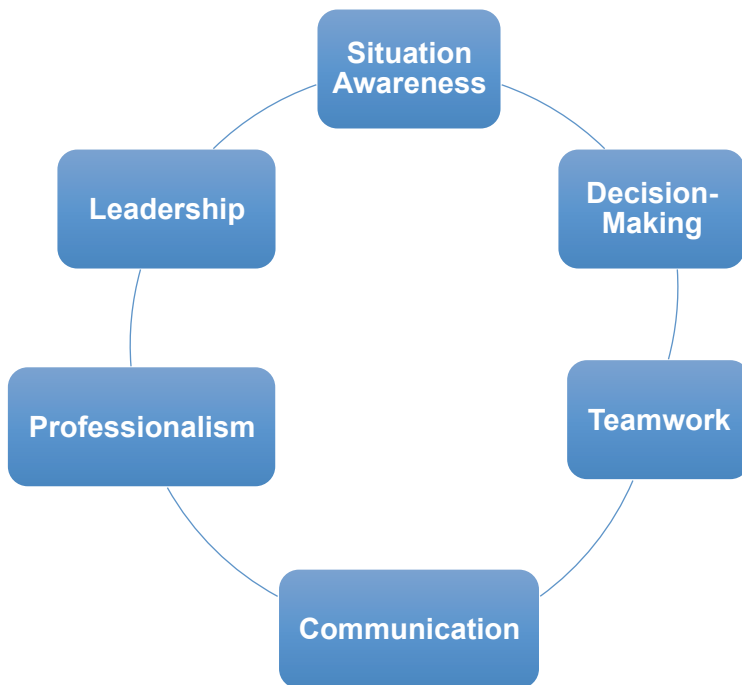 Situation
Awareness
Decision-
Making
Teamwork
Communication
Professionalism
Leadership